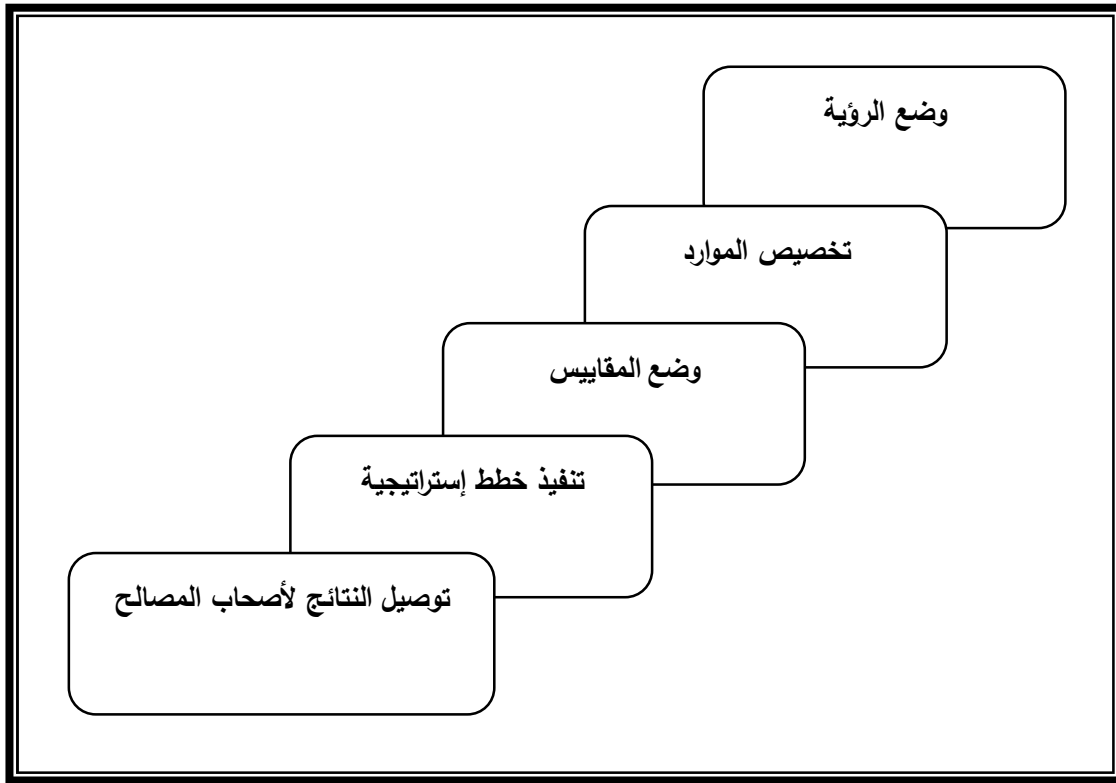 وضع الرؤية
تخصيص الموارد
وضع المقاييس
تنفيذ خطط إستراتيجية
توصيل النتائج لأصحاب المصالح